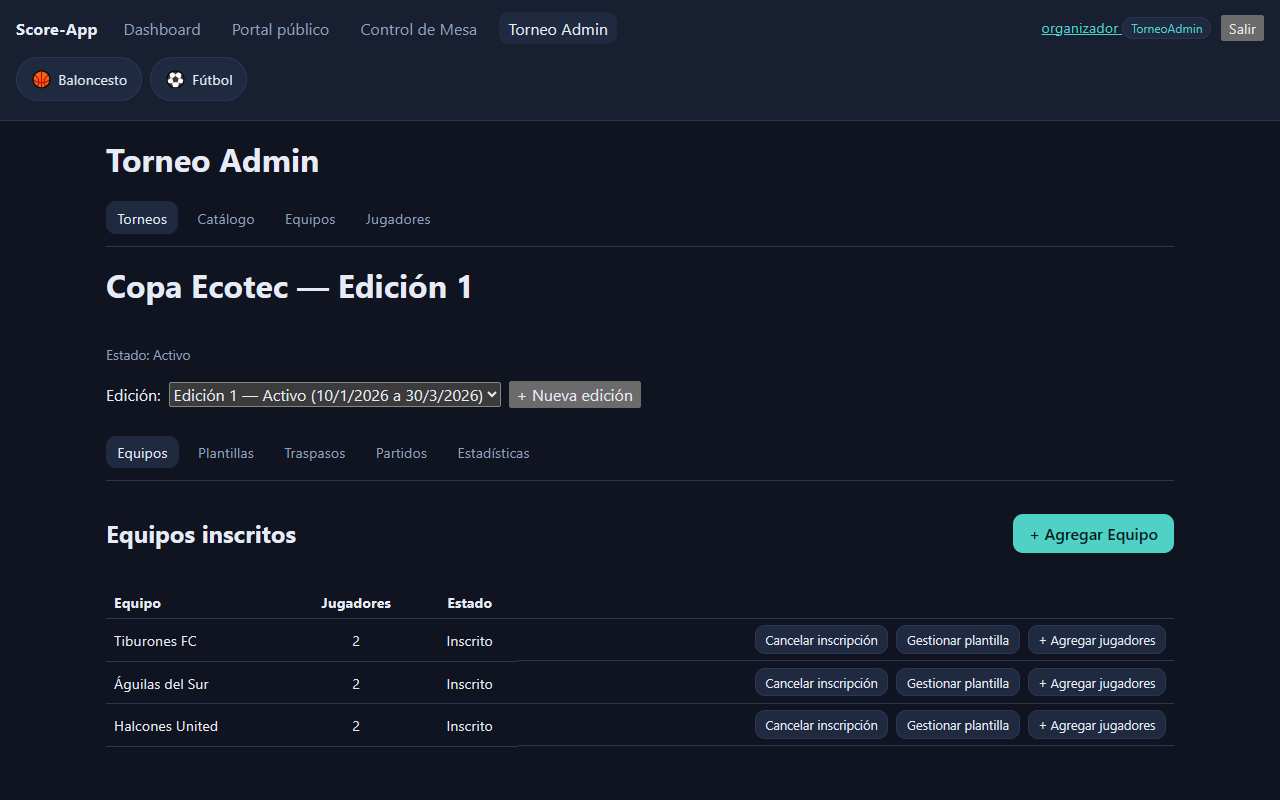 Score-App Dashboard Portal público Control de Mesa Torneo Admin organizador TorneoAdmin Salir
Baloncesto Fútbol
Torneo Admin
Torneos Catálogo Equipos Jugadores
Copa Ecotec — Edición 1
Estado: Activo
Edición: Edición 1 — Activo (10/1/2026 a 30/3/2026) + Nueva edición
Equipos Plantillas Traspasos Partidos Estadísticas
Equipos inscritos + Agregar Equipo
Equipo Jugadores Estado
Tiburones FC 2 Inscrito Cancelar inscripción Gestionar plantilla + Agregar jugadores
Águilas del Sur 2 Inscrito Cancelar inscripción Gestionar plantilla + Agregar jugadores
Halcones United 2 Inscrito Cancelar inscripción Gestionar plantilla + Agregar jugadores